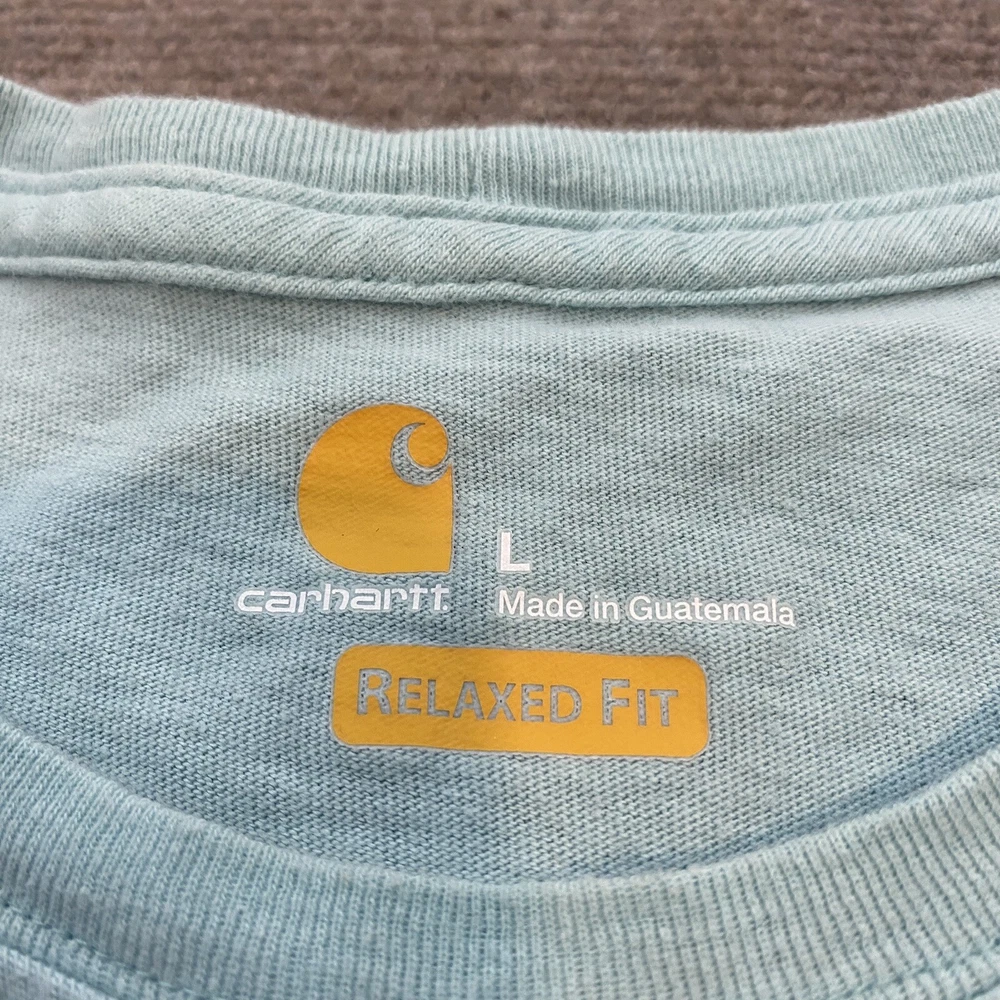 L
carhartt.
Made in Guatemala
RELAXED FIT